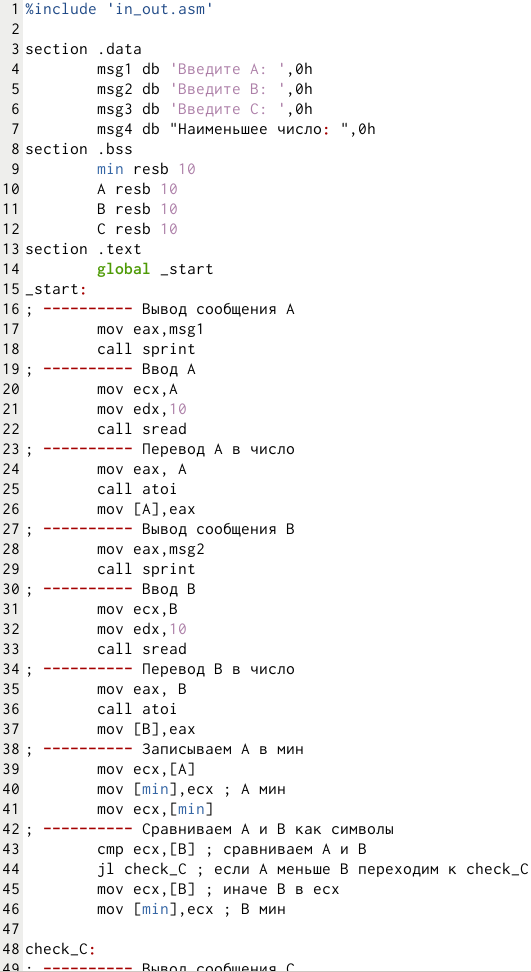 1 %include 'in_out.asm'
2
3 section .data
4 msg1 db 'Введите A: ',0h
5 msg2 db 'Введите B: ',0h
6 msg3 db 'Введите C: ',0h
7 msg4 db "Наименьшее число: ",0h
8 section .bss
9 min resb 10
10 A resb 10
11 B resb 10
12 C resb 10
13 section .text
14 global _start
15 _start:
16 ; ---------- Вывод сообщения A
17 mov eax,msg1
18 call sprint
19 ; ---------- Ввод A
20 mov ecx,A
21 mov edx,10
22 call sread
23 ; ---------- Перевод A в число
24 mov eax, A
25 call atoi
26 mov [A],eax
27 ; ---------- Вывод сообщения B
28 mov eax,msg2
29 call sprint
30 ; ---------- Ввод B
31 mov ecx,B
32 mov edx,10
33 call sread
34 ; ---------- Перевод B в число
35 mov eax, B
36 call atoi
37 mov [B],eax
38 ; ---------- Записываем A в мин
39 mov ecx,[A]
40 mov [min],ecx ; A мин
41 mov ecx,[min]
42 ; ---------- Сравниваем A и B как символы
43 cmp ecx,[B] ; сравниваем A и B
44 jl check_C ; если A меньше B переходим к check_C
45 mov ecx,[B] ; иначе B в ecx
46 mov [min],ecx ; B мин
47
48 check_C:
49 ; ---------- Вывод сообщения C